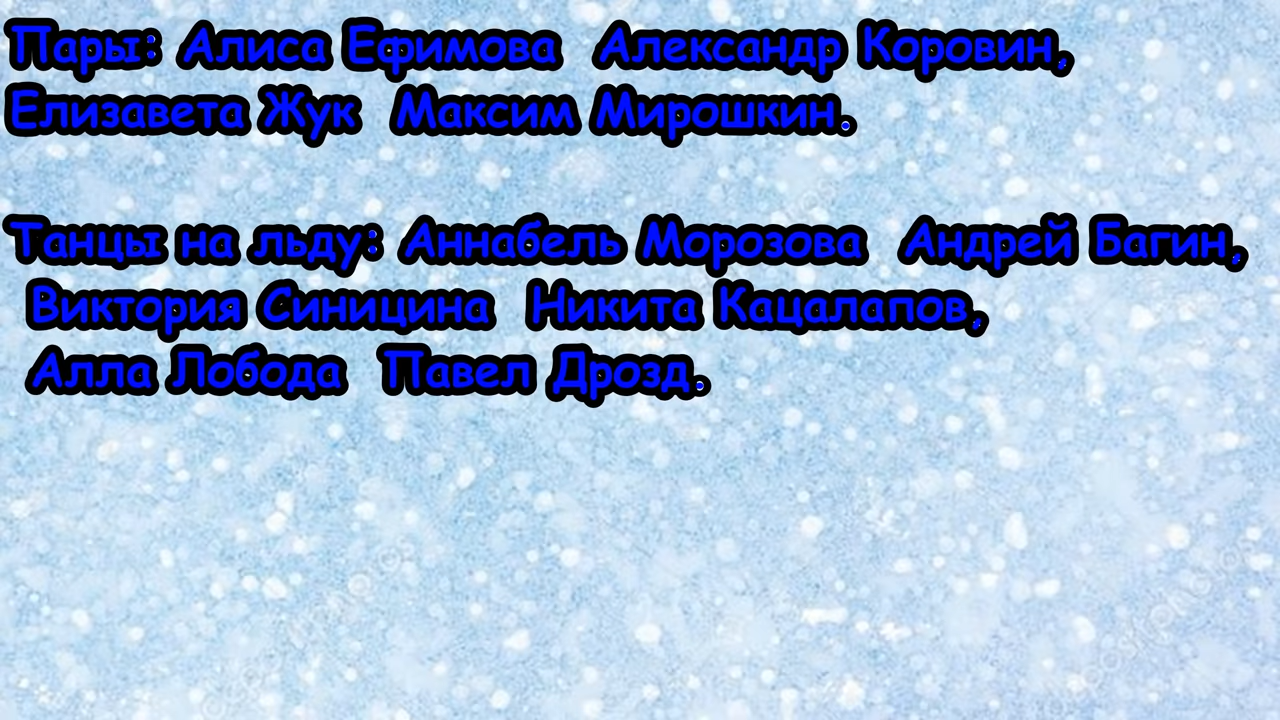 Пары: Алиса Ефимова Александр Коровин,
Елизавета Жук Максим Мирошкин.
Танцы на льду: Аннабель Морозова Андрей Багин,
Виктория Синицина Никита Кацалапов,
Алла Лобода Павел Дрозд.